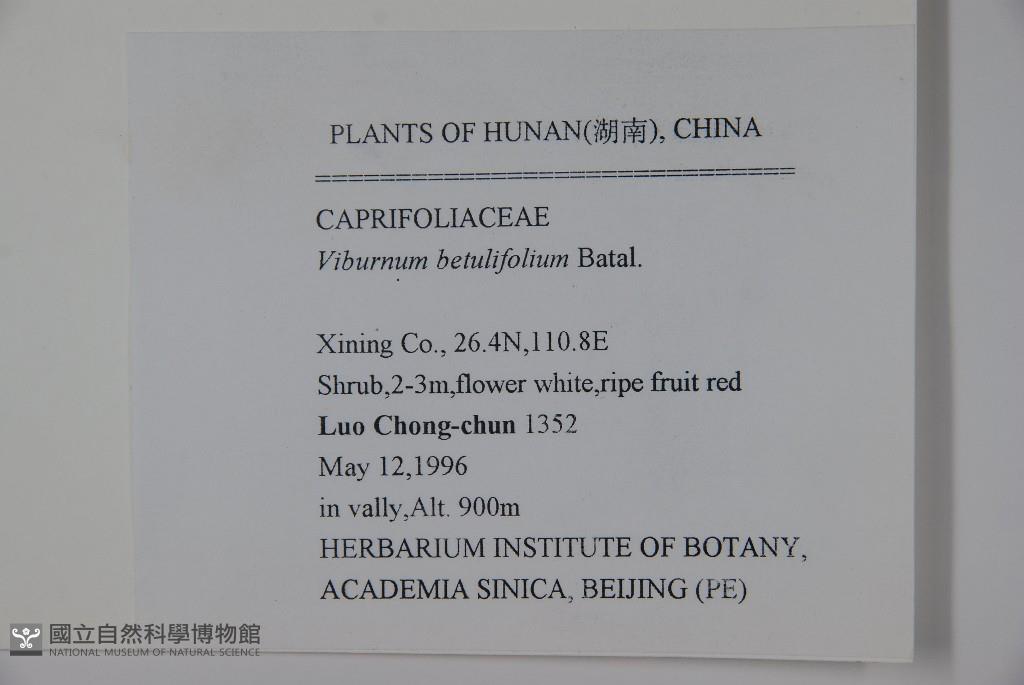 PLANTS OF HUNAN(湖南), CHINA
==============================
CAPRIFOLIACEAE
Viburnum betulifolium Batal.
Xining Co., 26.4N,110.8E
Shrub,2-3m,flower white,ripe fruit red
Luo Chong-chun 1352
May 12,1996
in vally,Alt. 900m
HERBARIUM INSTITUTE OF BOTANY,
ACADEMIA SINICA, BEIJING (PE)
國立自然科學博物館
NATIONAL MUSEUM OF NATURAL SCIENCE